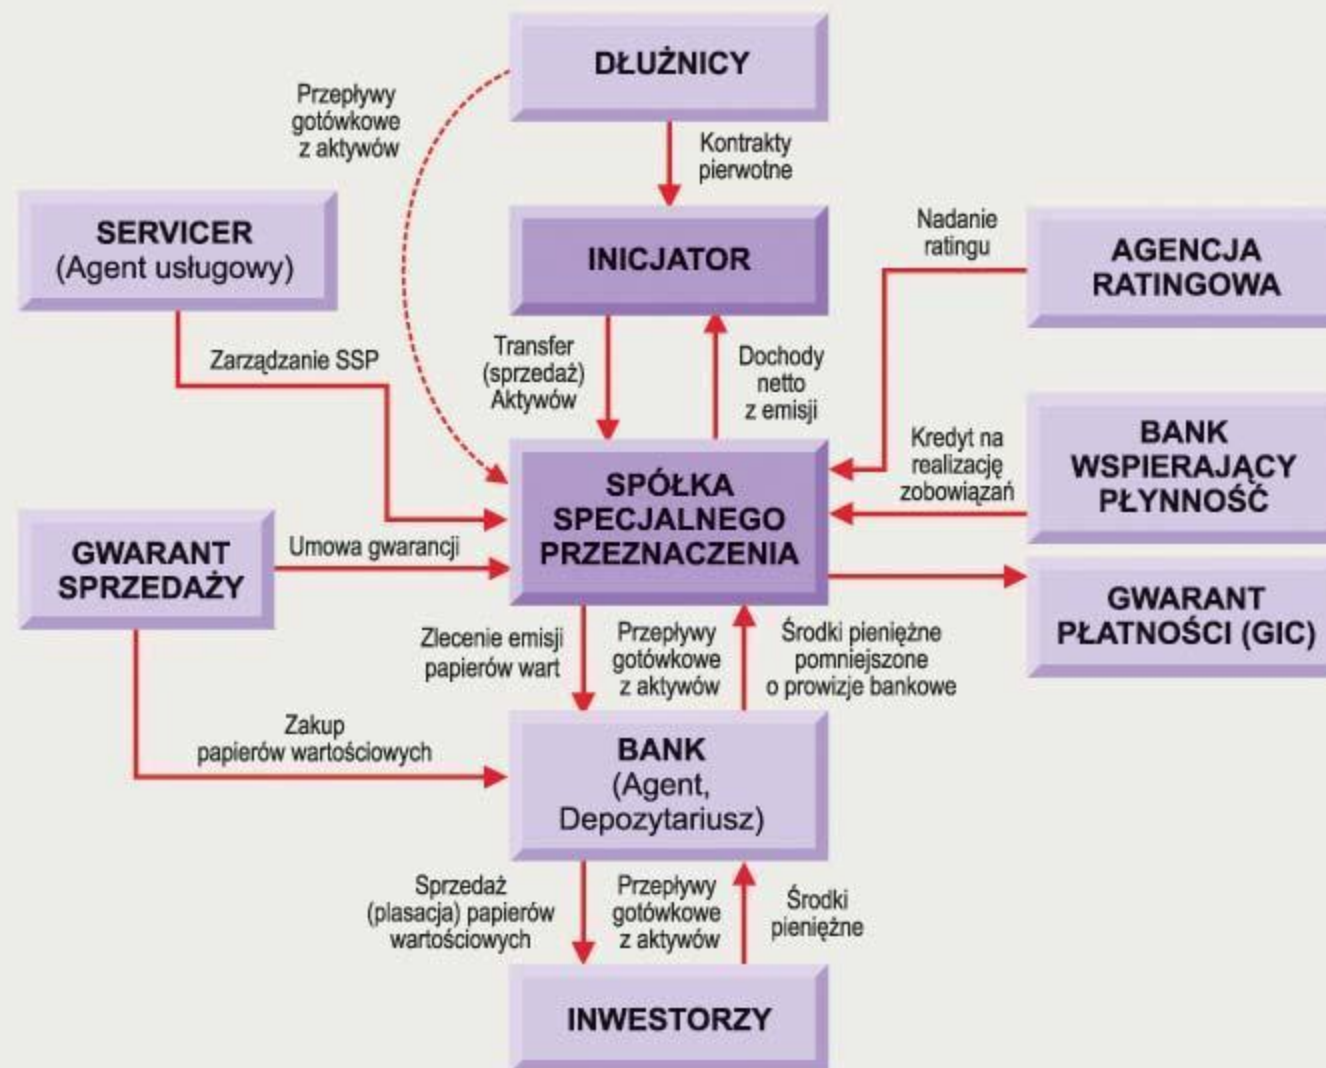 DŁUŻNICY
Przepływy
gotówkowe
z aktywów
Kontrakty
pierwotne
SERVICER
(Agent usługowy)
INICJATOR
Nadanie
ratingu
AGENCJA
RATINGOWA
Zarządzanie SSP
Transfer
(sprzedaż)
Aktywów
Dochody
netto
z emisji
SPÓŁKA
SPECJALNEGO
PRZEZNACZENIA
Kredyt na
realizację
zobowiązań
BANK
WSPIERAJĄCY
PŁYNNOŚĆ
GWARANT
SPRZEDAŻY
Umowa gwarancji
GWARANT
PŁATNOŚCI (GIC)
Zlecenie emisji
papierów wart
Przepływy
gotówkowe
z aktywów
Środki pieniężne
pomniejszone
o prowizje bankowe
Zakup
papierów wartościowych
BANK
(Agent,
Depozytariusz)
Sprzedaż
(plasacja) papierów
wartościowych
Przepływy
gotówkowe
z aktywów
Środki
pieniężne
INWESTORZY